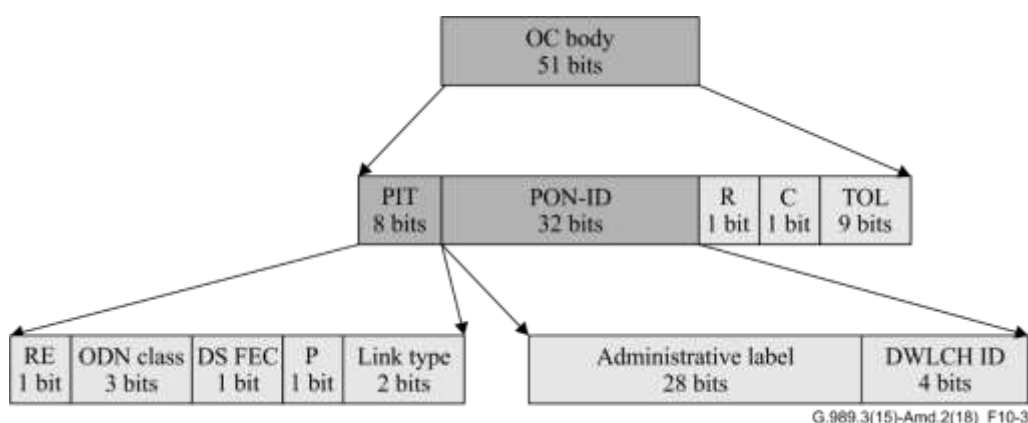 OC body
51 bits
PIT
8 bits
PON-ID
32 bits
R
1 bit
C
1 bit
TOL
9 bits
RE
1 bit
ODN class
3 bits
DS FEC
1 bit
P
1 bit
Link type
2 bits
Administrative label
28 bits
DWLCH ID
4 bits
G.989.3(15)-Amd.2(18)_F10-3